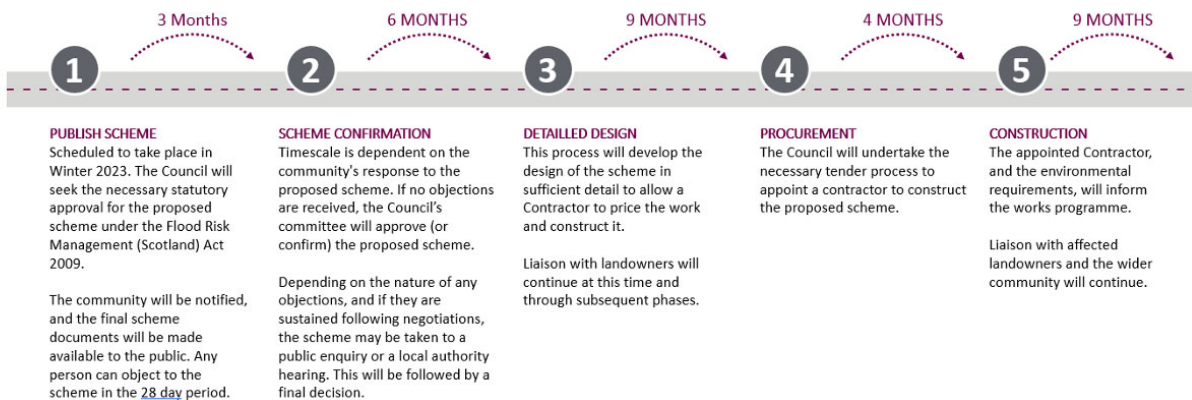 3 Months
6 MONTHS
9 MONTHS
4 MONTHS
9 MONTHS
1
2
3
4
5
PUBLISH SCHEME
Scheduled to take place in
Winter 2023. The Council will
seek the necessary statutory
approval for the proposed
scheme under the Flood Risk
Management (Scotland) Act
2009.
The community will be notified,
and the final scheme
documents will be made
available to the public. Any
person can object to the
scheme in the 28 day period.
SCHEME CONFIRMATION
Timescale is dependent on the
community's response to the
proposed scheme. If no objections
are received, the Council's
committee will approve (or
confirm) the proposed scheme.
Depending on the nature of any
objections, and if they are
sustained following negotiations,
the scheme may be taken to a
public enquiry or a local authority
hearing. This will be followed by a
final decision.
DETAILLED DESIGN
This process will develop the
design of the scheme in
sufficient detail to allow a
Contractor to price the work
and construct it.
Liaison with landowners will
continue at this time and
through subsequent phases.
PROCUREMENT
The Council will undertake the
necessary tender process to
appoint a contractor to construct
the proposed scheme.
CONSTRUCTION
The appointed Contractor,
and the environmental
requirements, will inform
the works programme.
Liaison with affected
landowners and the wider
community will continue.